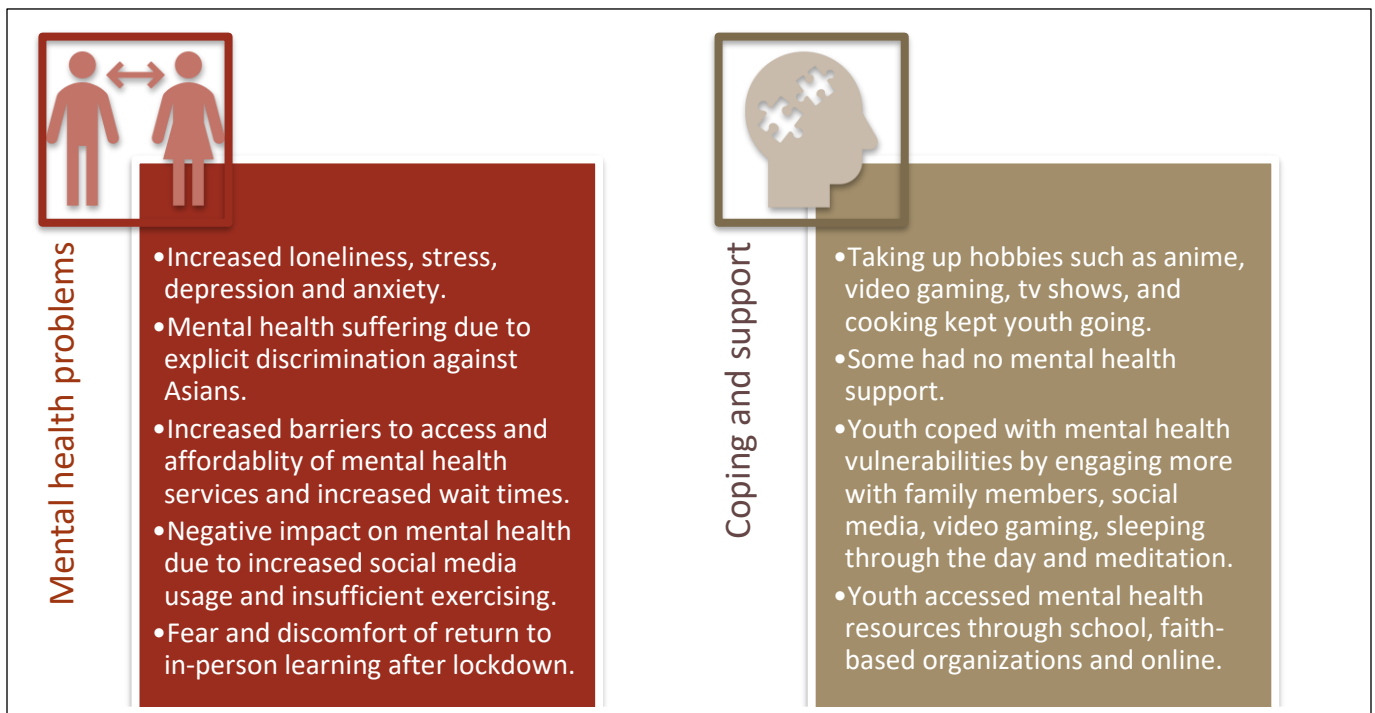 Mental health problems
•Increased loneliness, stress,
depression and anxiety.
•Mental health suffering due to
explicit discrimination against
Asians.
•Increased barriers to access and
affordablity of mental health
services and increased wait times.
•Negative impact on mental health
due to increased social media
usage and insufficient exercising.
•Fear and discomfort of return to
in-person learning after lockdown.
Coping and support
•Taking up hobbies such as anime,
video gaming, tv shows, and
cooking kept youth going.
•Some had no mental health
support.
•Youth coped with mental health
vulnerabilities by engaging more
with family members, social
media, video gaming, sleeping
through the day and meditation.
•Youth accessed mental health
resources through school, faith-
based organizations and online.